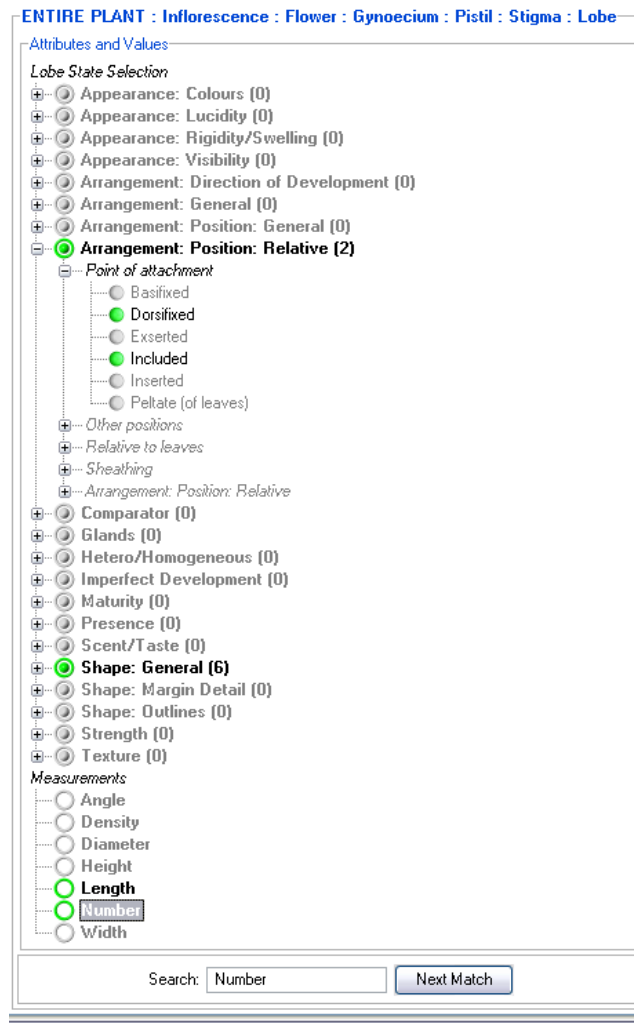 ENTIRE PLANT : Inflorescence : Flower : Gynoecium : Pistil : Stigma : Lobe
Attributes and Values
Lobe State Selection
Appearance: Colours (0)
Appearance: Lucidity (0)
Appearance: Rigidity/Swelling (0)
Appearance: Visibility (0)
Arrangement: Direction of Development (0)
Arrangement: General (0)
Arrangement: Position: General (0)
Arrangement: Position: Relative (2)
Point of attachment
Basifixed
Dorsifixed
Exserted
Included
Inserted
Peltate (of leaves)
Other positions
Relative to leaves
Sheathing
Arrangement: Position: Relative
Comparator (0)
Glands (0)
Hetero/Homogeneous (0)
Imperfect Development (0)
Maturity (0)
Presence (0)
Scent/Taste (0)
Shape: General (6)
Shape: Margin Detail (0)
Shape: Outlines (0)
Strength (0)
Texture (0)
Measurements
Angle
Density
Diameter
Height
Length
Number
Width
Search: Number Next Match